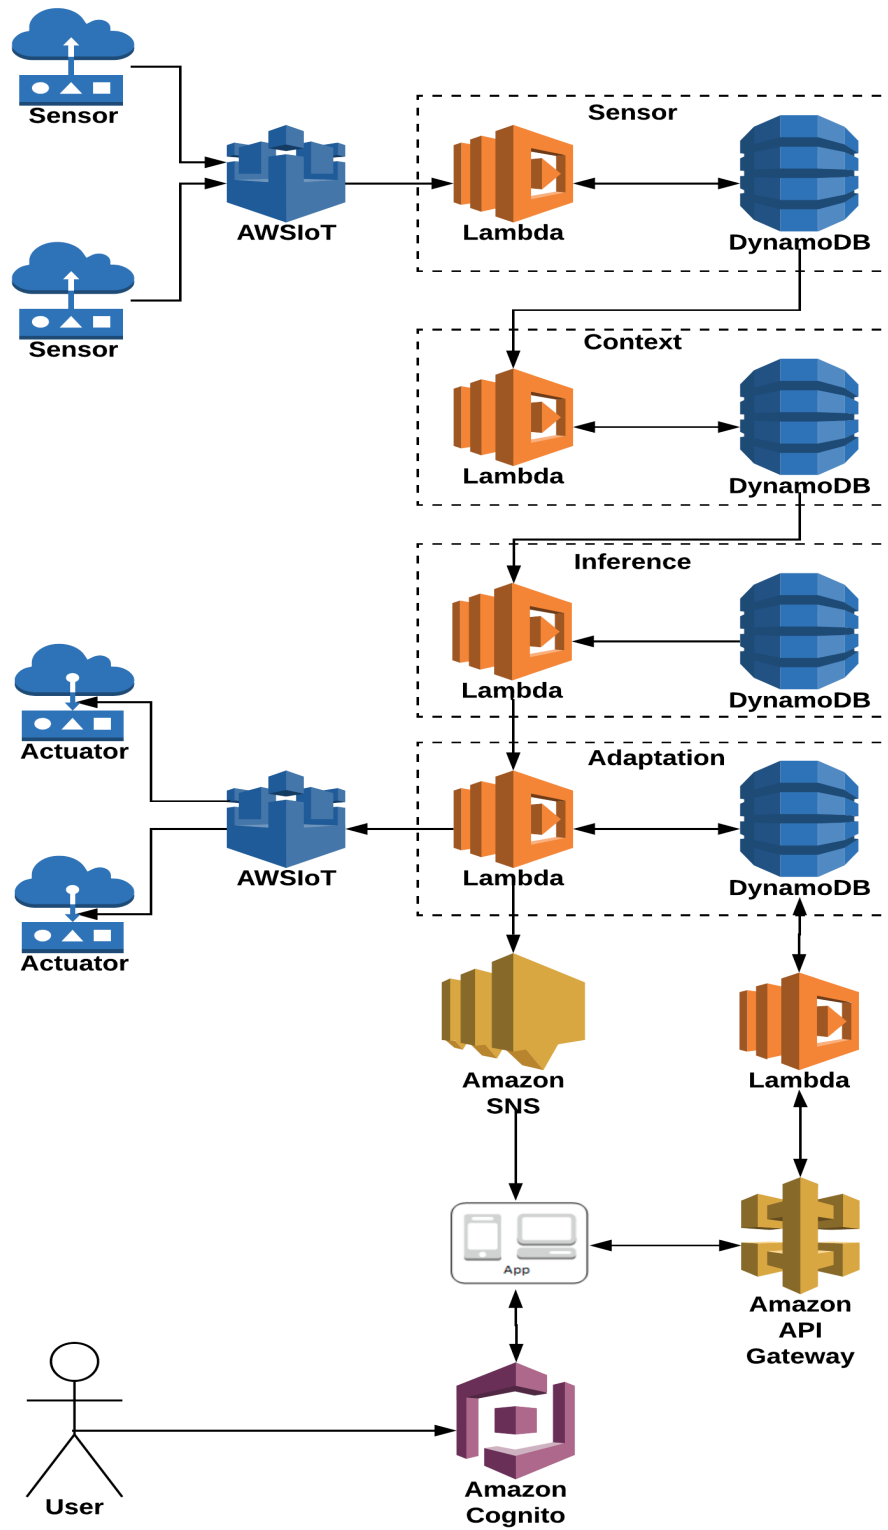 Sensor
Sensor
AWSIoT
Lambda
DynamoDB
Sensor
Context
Lambda
DynamoDB
Inference
Lambda
DynamoDB
Actuator
Adaptation
AWSIoT
Lambda
DynamoDB
Actuator
Amazon
SNS
Lambda
App
Amazon
API
Gateway
Amazon
Cognito
User